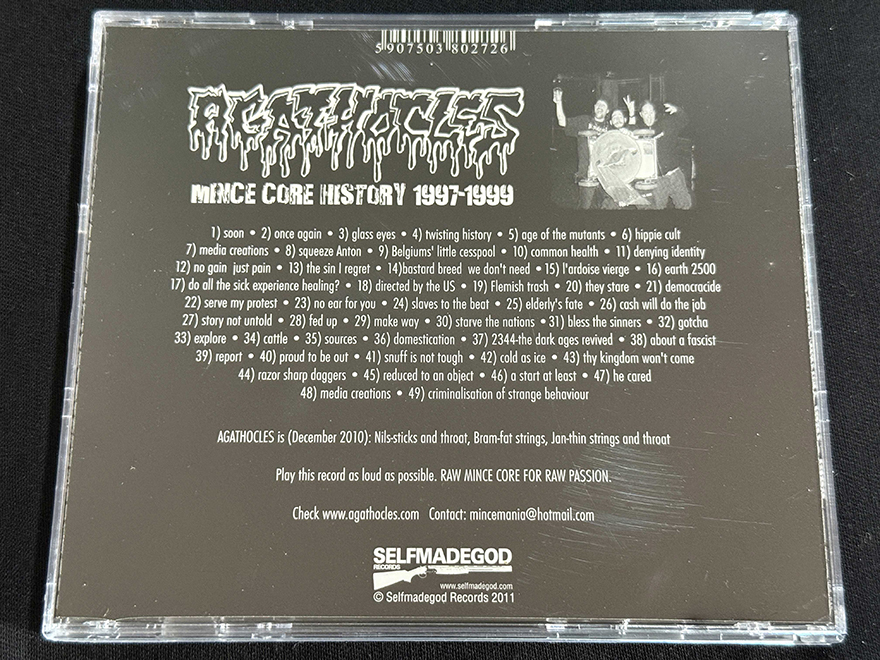 5 907503 802726
AGATHOCLES
MINCE CORE HISTORY 1997-1999
1) soon • 2) once again • 3) glass eyes • 4) twisting history • 5) age of the mutants • 6) hippie cult
7) media creations • 8) squeeze Anton • 9) Belgiums' little cesspool • 10) common health • 11) denying identity
12) no gain just pain • 13) the sin I regret • 14)bastard breed we don't need • 15) l'ardoise vierge • 16) earth 2500
17) do all the sick experience healing? • 18) directed by the US • 19) Flemish trash • 20) they stare • 21) democracide
22) serve my protest • 23) no ear for you • 24) slaves to the beat • 25) elderly's fate • 26) cash will do the job
27) story not untold • 28) fed up • 29) make way • 30) starve the nations • 31) bless the sinners • 32) gotcha
33) explore • 34) cattle • 35) sources • 36) domestication • 37) 2344-the dark ages revived • 38) about a fascist
39) report • 40) proud to be out • 41) snuff is not tough • 42) cold as ice • 43) thy kingdom won't come
44) razor sharp daggers • 45) reduced to an object • 46) a start at least • 47) he cared
48) media creations • 49) criminalisation of strange behaviour
AGATHOCLES is (December 2010): Nils-sticks and throat, Bram-fat strings, Jan-thin strings and throat
Play this record as loud as possible. RAW MINCE CORE FOR RAW PASSION.
Check www.agathocles.com Contact: mincemania@hotmail.com
SELFMADEGOD
RECORDS
www.selfmadegod.com
© Selfmadegod Records 2011